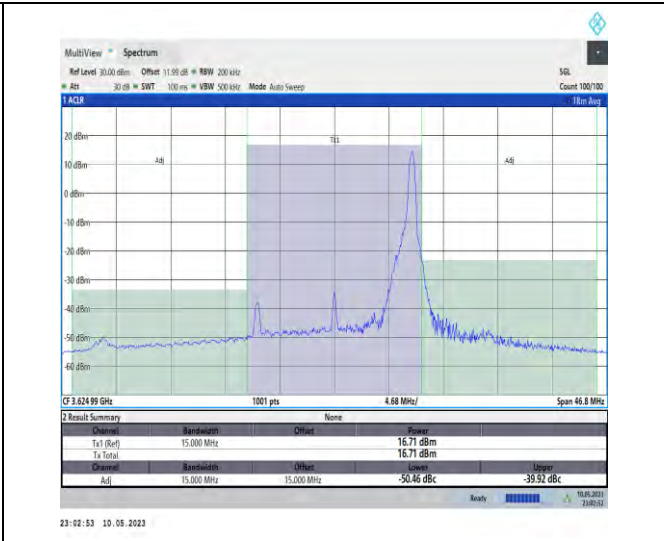 MultiView Spectrum
Ref Level 30.00 dBm Offset 11.99 dB RBW 200 kHz SGL
Att 30 dB SWT 100 ms VBW 500 kHz Mode Auto Sweep Count 100/100
1 ACLR 1Rm Avg
20 dBm
Tx1
Adj Adj
10 dBm
0 dBm
-10 dBm
-20 dBm
-30 dBm
-40 dBm
-50 dBm
-60 dBm
CF 3.624 99 GHz 1001 pts 4.68 MHz/ Span 46.8 MHz
2 Result Summary None
Channel Bandwidth Offset Power
Tx1 (Ref) 15.000 MHz 16.71 dBm
Tx Total 16.71 dBm
Channel Bandwidth Offset Lower Upper
Adj 15.000 MHz 15.000 MHz -50.46 dBc -39.92 dBc
Ready 10.05.2023
23:02:52
23:02:53 10.05.2023